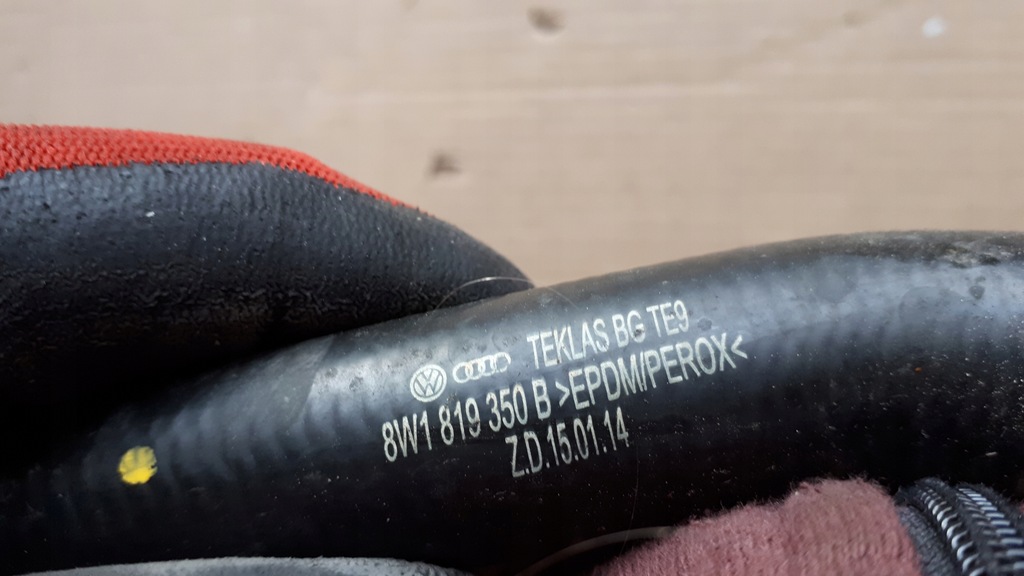 TEKLAS BG TE9
8W1 819 350 B >EPDM/PEROX<
Z.D.15.01.14